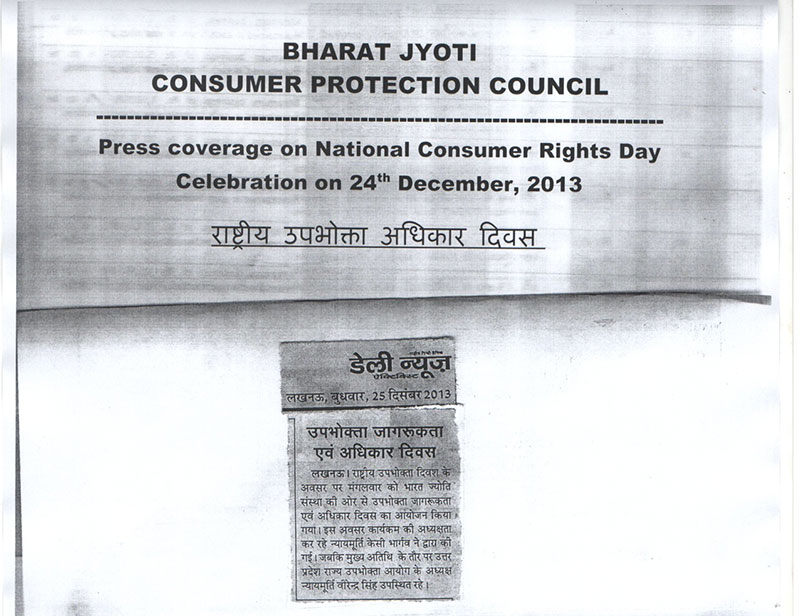 BHARAT JYOTI
CONSUMER PROTECTION COUNCIL
Press coverage on National Consumer Rights Day
Celebration on 24th December, 2013
राष्ट्रीय उपभोक्ता अधिकार दिवस
डेली न्यूज़
ऐक्टिविस्ट
लखनऊ, बुधवार, 25 दिसंबर 2013
उपभोक्ता जागरूकता
एवं अधिकार दिवस
लखनऊ। राष्ट्रीय उपभोक्ता दिवश के
अवसर पर मंगलवार को भारत ज्योति
संस्था की ओर से उपभोक्ता जागरूकता
एवं अधिकार दिवस का आयोजन किया
गया। इस अवसर कार्यकम की अध्यक्षता
कर रहे न्यायमूर्ति केसी भार्गव ने द्वारा की
गई। जबकि मुख्य अतिथि के तौर पर उत्तर
प्रदेश राज्य उपभोक्ता आयोग के अध्यक्ष
न्यायमूर्ति वीरेन्द्र सिंह उपस्थित रहे।